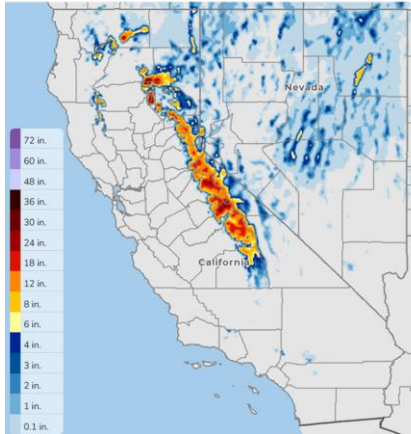 Nevada
72 in.
60 in.
48 in.
36 in.
30 in.
24 in.
18 in.
12 in.
8 in.
6 in.
4 in.
3 in.
2 in.
1 in.
0.1 in.
California